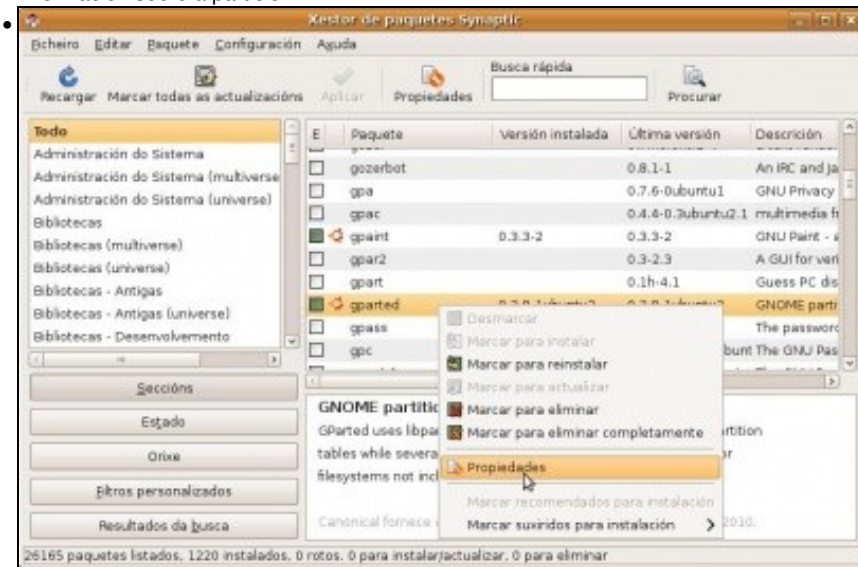 Xestor de paquetes Synaptic
Ficheiro Editar Paquete Configuración Aguda
Recargar Marcar todas as actualizacións Aplicar Propiedades Busca rápida Procurar
Todo
Administración do Sistema
Administración do Sistema (multiverse
Administración do Sistema (universe)
Bibliotecas
Bibliotecas (multiverse)
Bibliotecas (universe)
Bibliotecas - Antigas
Bibliotecas - Antigas (universe)
Bibliotecas - Desenvolvemento
Seccións
Estado
Orixe
Filtros personalizados
Resultados da busca
E Paquete Versión instalada Última versión Descrición
gozerbot 0.8.1-1 An IRC and Ja
gpa 0.7.6-0ubuntu1 GNU Privacy
gpac 0.4.4-0.3ubuntu2.1 multimedia fr
gpaint 0.3.3-2 0.3.3-2 GNU Paint - a
gpar2 0.3-2.3 A GUI for veri
gpart 0.1h-4.1 Guess PC dis
gparted GNOME parti
gpass The password
gpc bunt The GNU Pas
Desmarcar
Marcar para instalar
Marcar para reinstalar
Marcar para actualizar
Marcar para eliminar
Marcar para eliminar completamente
Propiedades
Marcar recomendados para instalación
Marcar suxiridos para instalación
GNOME partitic
GParted uses libpa rtition
tables while severa or
filesystems not incl
Canonical fornece 2010.
26165 paquetes listados, 1220 instalados, 0 rotos. 0 para instalar/actualizar, 0 para eliminar